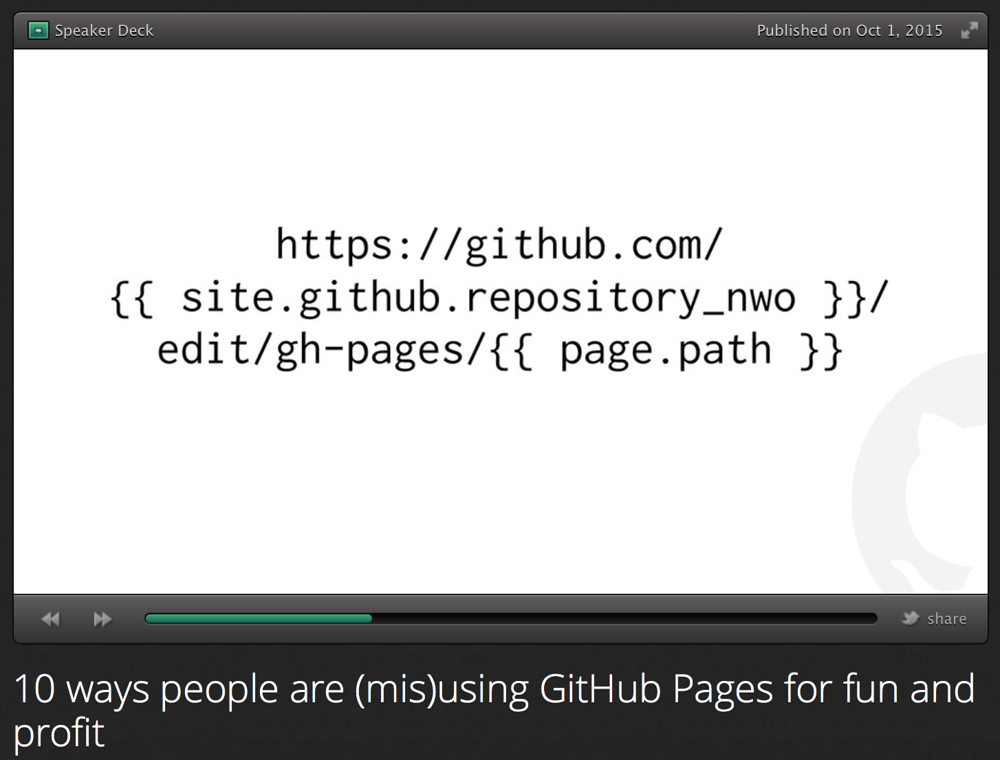 Speaker Deck
Published on Oct 1, 2015
https://github.com/
{{ site.github.repository_nwo }}/
edit/gh-pages/{{ page.path }}
share
10 ways people are (mis)using GitHub Pages for fun and
profit